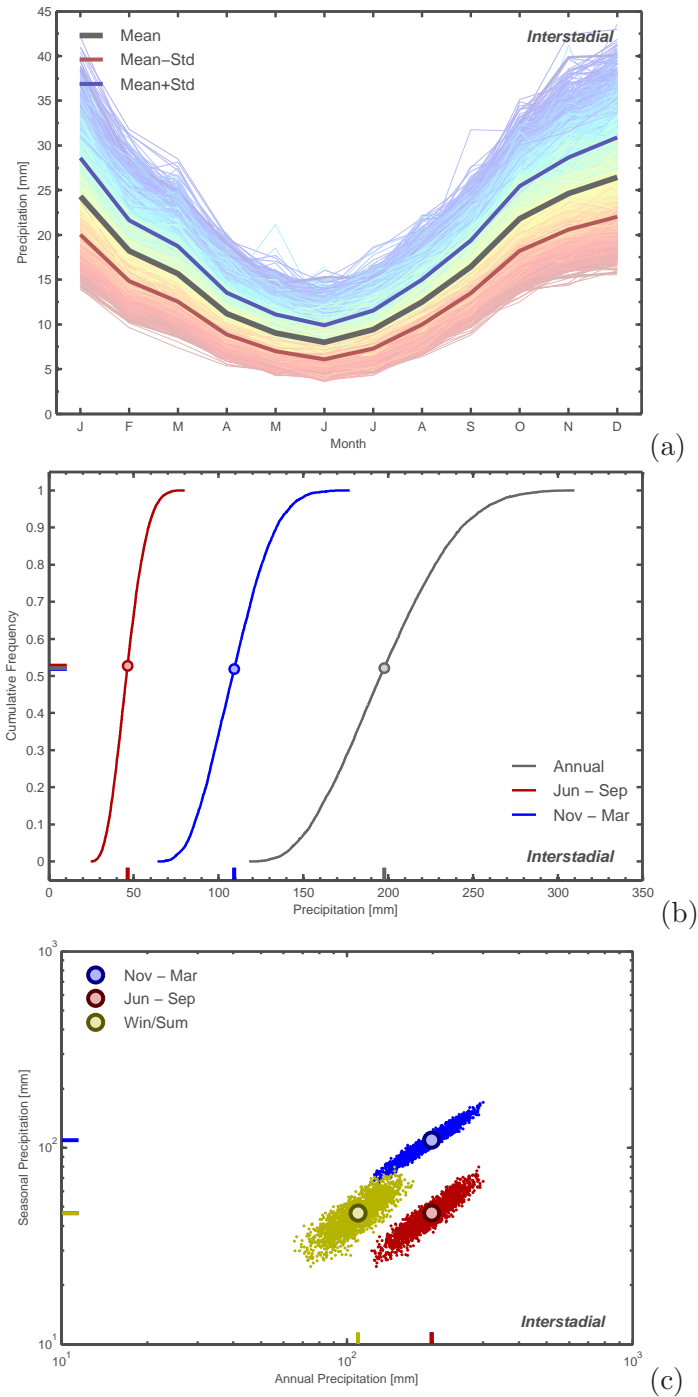 45
40
35
30
25
20
15
10
5
0
Precipitation [mm]
Mean
Mean−Std
Mean+Std
Interstadial
J F M A M J J A S O N D
Month
(a)
1
0.9
0.8
0.7
0.6
0.5
0.4
0.3
0.2
0.1
0
Cumulative Frequency
Annual
Jun − Sep
Nov − Mar
Interstadial
0 50 100 150 200 250 300 350
Precipitation [mm]
(b)
10³
10²
10¹
Seasonal Precipitation [mm]
Nov − Mar
Jun − Sep
Win/Sum
Interstadial
10¹ 10² 10³
Annual Precipitation [mm]
(c)